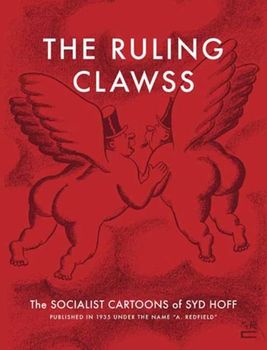 THE RULING
CLAWSS
The SOCIALIST CARTOONS of SYD HOFF
PUBLISHED IN 1935 UNDER THE NAME "A. REDFIELD"